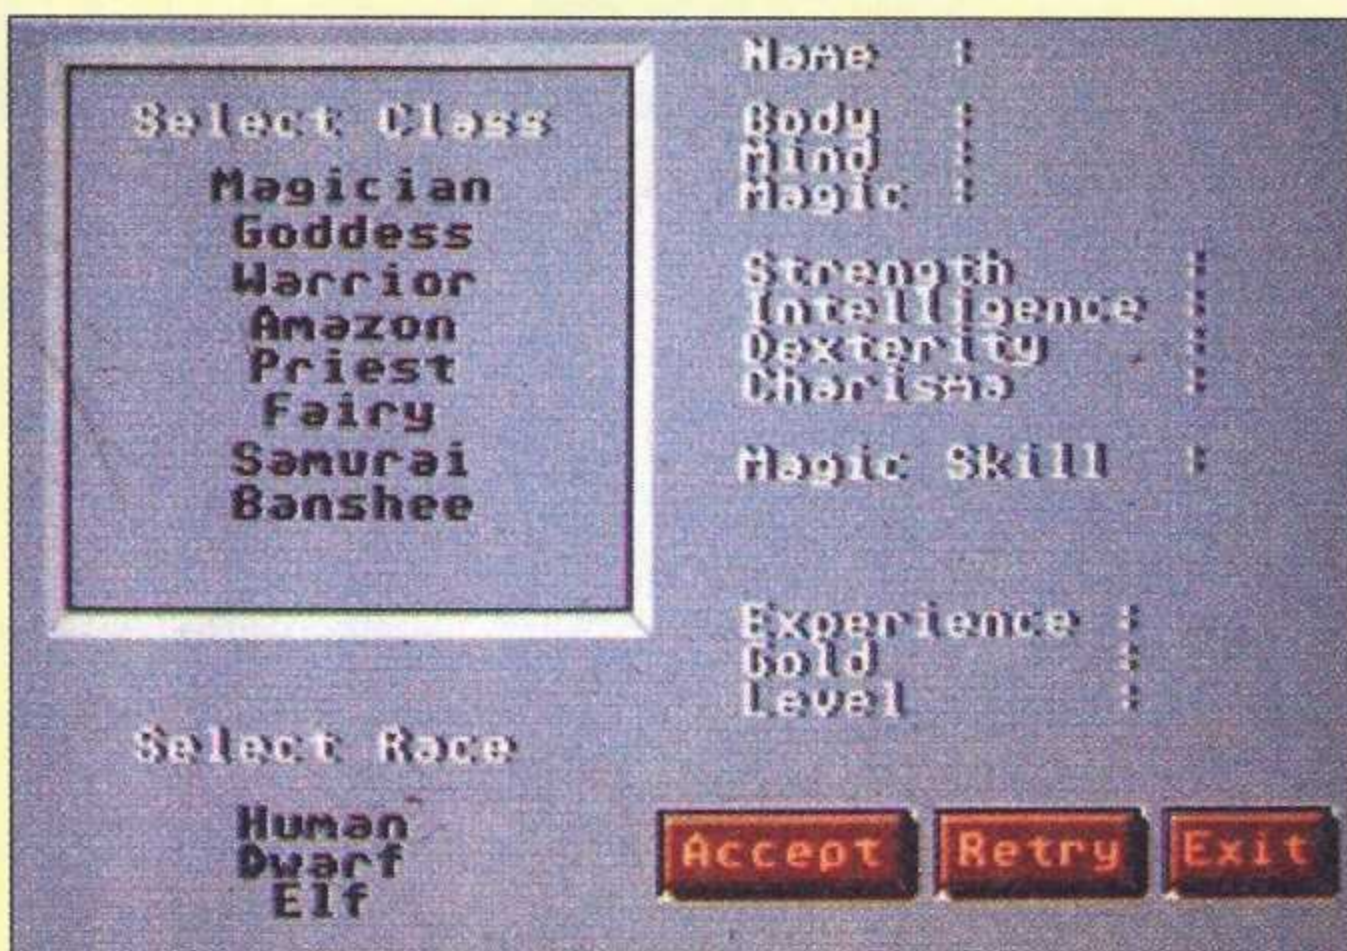 Select Class
Magician
Goddess
Warrior
Amazon
Priest
Fairy
Samurai
Banshee
Select Race
Human
Dwarf
Elf
Name :
Body :
Mind :
Magic :
Strength :
Intelligence :
Dexterity :
Charisma :
Magic Skill :
Experience :
Gold :
Level :
Accept Retry Exit